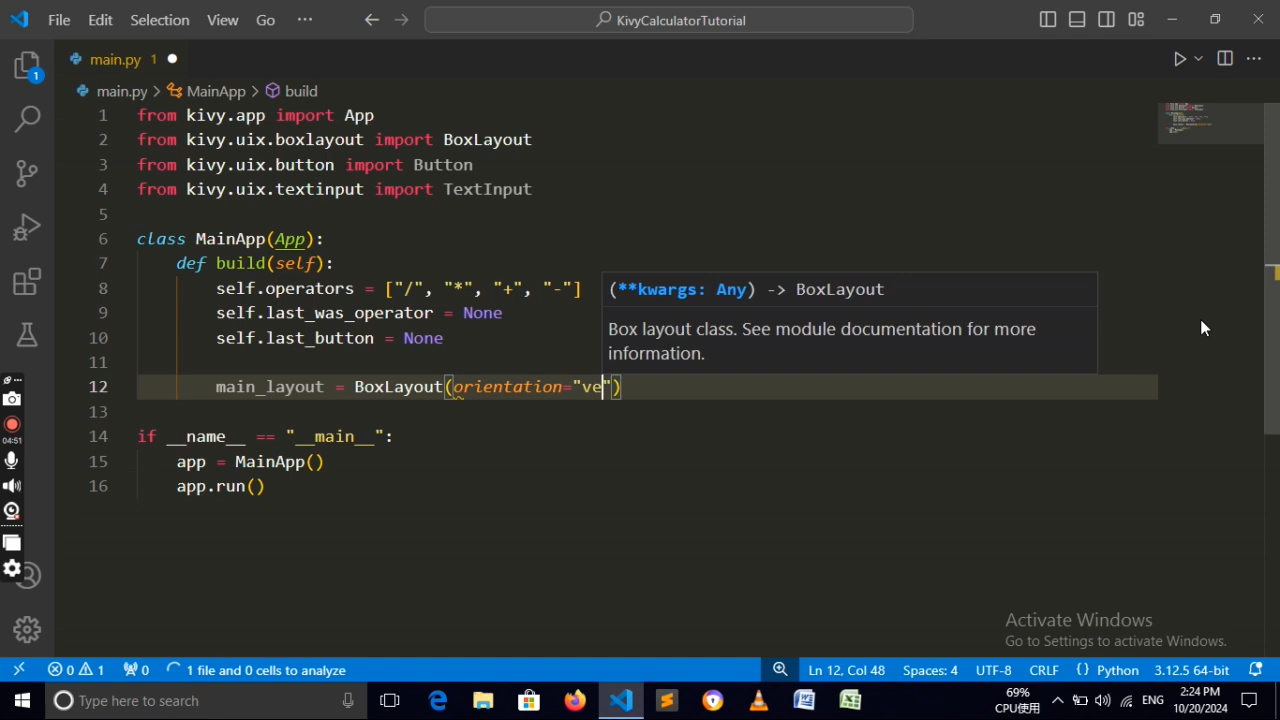 File Edit Selection View Go ··· KivyCalculatorTutorial
main.py 1
main.py > MainApp > build
1 from kivy.app import App
2 from kivy.uix.boxlayout import BoxLayout
3 from kivy.uix.button import Button
4 from kivy.uix.textinput import TextInput
5
6 class MainApp(App):
7 def build(self):
8 self.operators = ["/", "*", "+", "-"]
9 self.last_was_operator = None
10 self.last_button = None
11
12 main_layout = BoxLayout(orientation="ve")
13
14 if __name__ == "__main__":
15 app = MainApp()
16 app.run()
(**kwargs: Any) -> BoxLayout
Box layout class. See module documentation for more
information.
1
04:51
Activate Windows
Go to Settings to activate Windows.
0 1 0 1 file and 0 cells to analyze Ln 12, Col 48 Spaces: 4 UTF-8 CRLF {} Python 3.12.5 64-bit
Type here to search 69% CPU使用 ENG 2:24 PM 10/20/2024